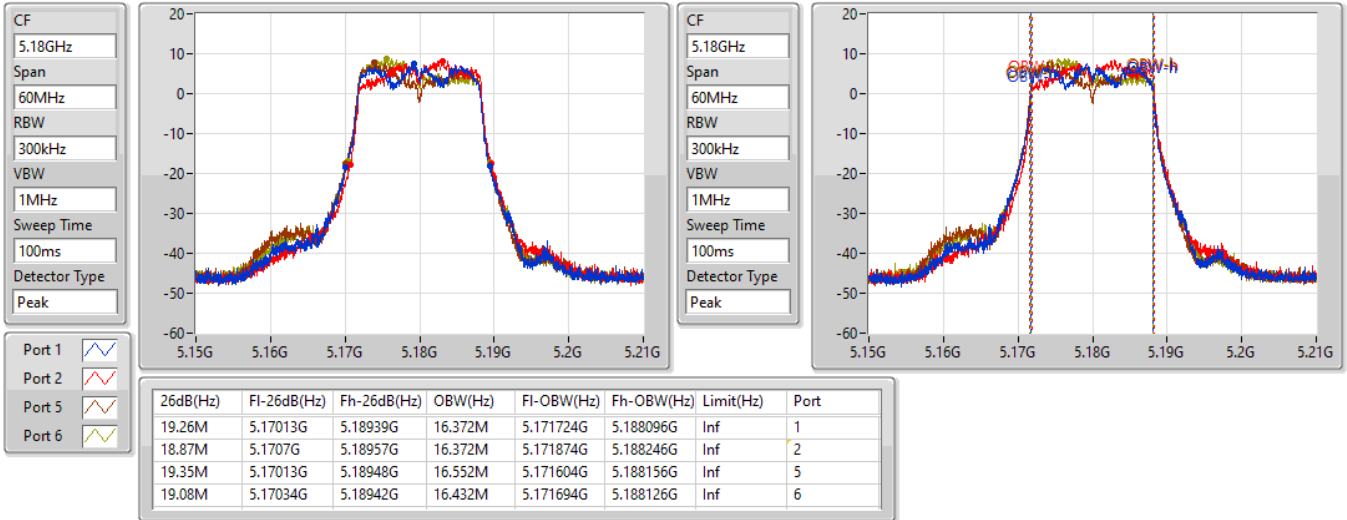 CF
5.18GHz
Span
60MHz
RBW
300kHz
VBW
1MHz
Sweep Time
100ms
Detector Type
Peak
20
10
0
-10
-20
-30
-40
-50
-60
5.15G 5.16G 5.17G 5.18G 5.19G 5.2G 5.21G
CF
5.18GHz
Span
60MHz
RBW
300kHz
VBW
1MHz
Sweep Time
100ms
Detector Type
Peak
20
10
0
-10
-20
-30
-40
-50
-60
OBW-h
5.15G 5.16G 5.17G 5.18G 5.19G 5.2G 5.21G
Port 1
Port 2
Port 5
Port 6
26dB(Hz) Fl-26dB(Hz) Fh-26dB(Hz) OBW(Hz) Fl-OBW(Hz) Fh-OBW(Hz) Limit(Hz) Port
19.26M 5.17013G 5.18939G 16.372M 5.171724G 5.188096G Inf 1
18.87M 5.1707G 5.18957G 16.372M 5.171874G 5.188246G Inf 2
19.35M 5.17013G 5.18948G 16.552M 5.171604G 5.188156G Inf 5
19.08M 5.17034G 5.18942G 16.432M 5.171694G 5.188126G Inf 6